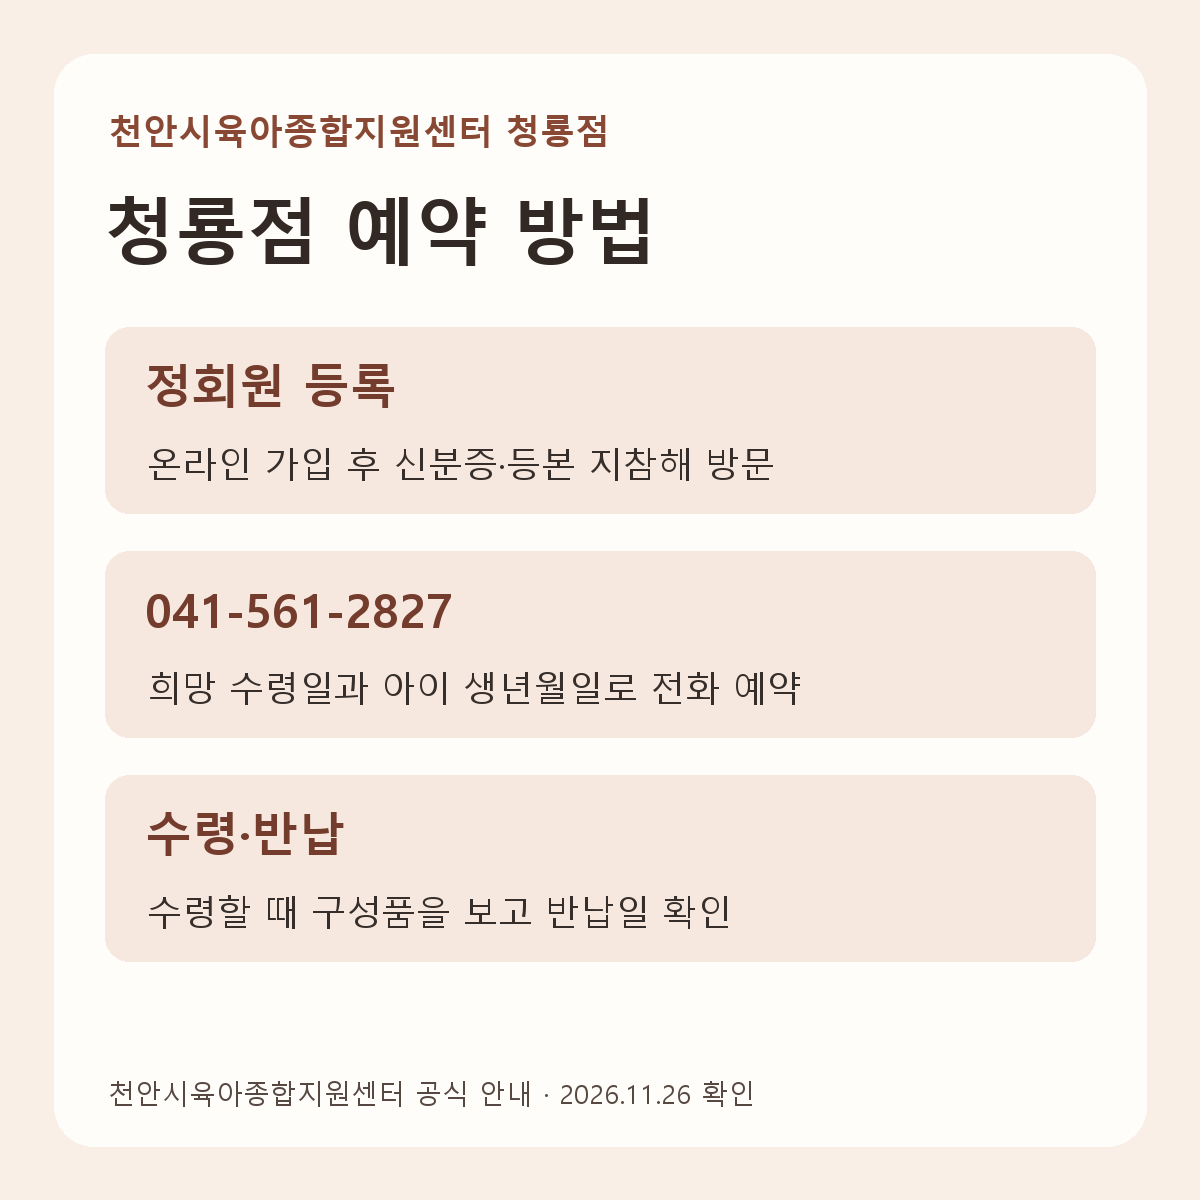 천안시육아종합지원센터 청룡점
청룡점 예약 방법
정회원 등록
온라인 가입 후 신분증·등본 지참해 방문
041-561-2827
희망 수령일과 아이 생년월일로 전화 예약
수령·반납
수령할 때 구성품을 보고 반납일 확인
천안시육아종합지원센터 공식 안내 · 2026.11.26 확인